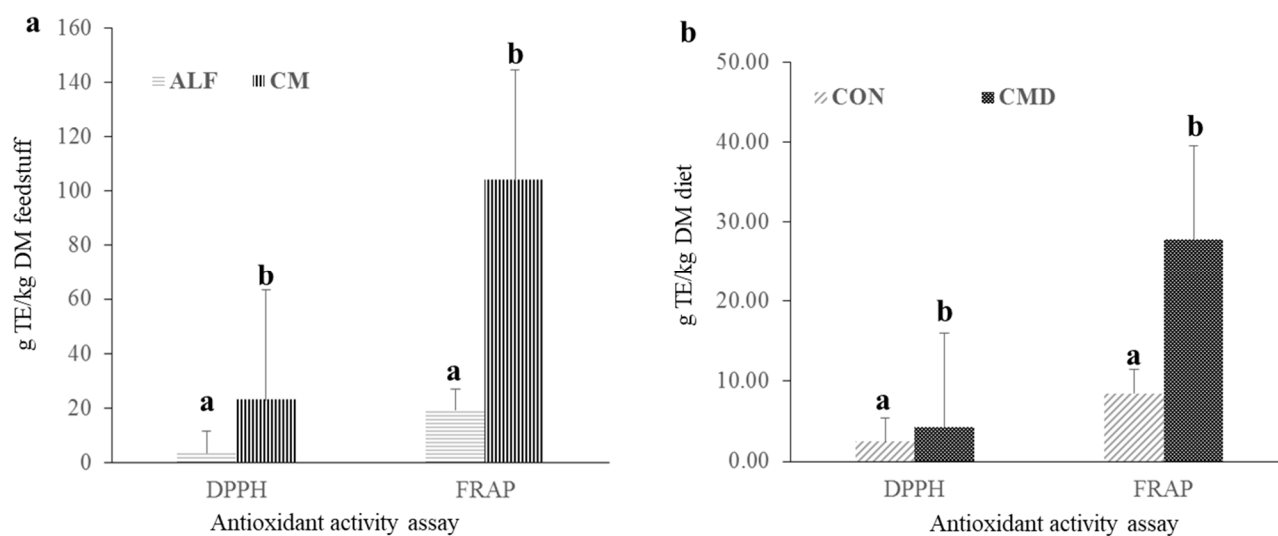 a
160
140
120
100
80
60
40
20
0
g TE/kg DM feedstuff
ALF CM
a
b
a
b
DPPH FRAP
Antioxidant activity assay
b
50.00
40.00
30.00
20.00
10.00
0.00
g TE/kg DM diet
CON CMD
a
b
a
b
DPPH FRAP
Antioxidant activity assay